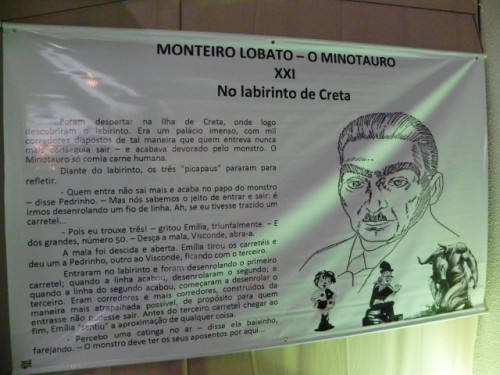 MONTEIRO LOBATO – O MINOTAURO
XXI
No labirinto de Creta
Foram despertar na ilha de Creta, onde logo
descobriram o labirinto. Era um palácio imenso, com mil
corredores dispostos de tal maneira que quem entrava nunca
mais conseguia sair – e acabava devorado pelo monstro. O
Minotauro só comia carne humana.
Diante do labirinto, os três “picapaus” pararam para
refletir.
- Quem entra não sai mais e acaba no papo do monstro
– disse Pedrinho. – Mas nós sabemos o jeito de entrar e sair: é
irmos desenrolando um fio de linha. Ah, se eu tivesse trazido um
carretel...
- Pois eu trouxe três! – gritou Emília, triunfalmente. – E
dos grandes, número 50. – Desça a mala, Visconde, abra-a.
A mala foi descida e aberta. Emília tirou os carretéis e
deu um a Pedrinho, outro ao Visconde, ficando com o terceiro.
Entraram no labirinto e foram desenrolando o primeiro
carretel; quando a linha acabou, desenrolaram o segundo; e
quando a linha do segundo acabou, começaram a desenrolar o
terceiro. Eram corredores e mais corredores, construídos da
maneira mais atrapalhada possível, de propósito para quem
entrasse não pudesse sair. Antes do terceiro carretel chegar ao
fim, Emília “sentiu” a aproximação de qualquer coisa.
- Percebo uma catinga no ar – disse ela baixinho,
farejando. – O monstro deve ter os seus aposentos por aqui...